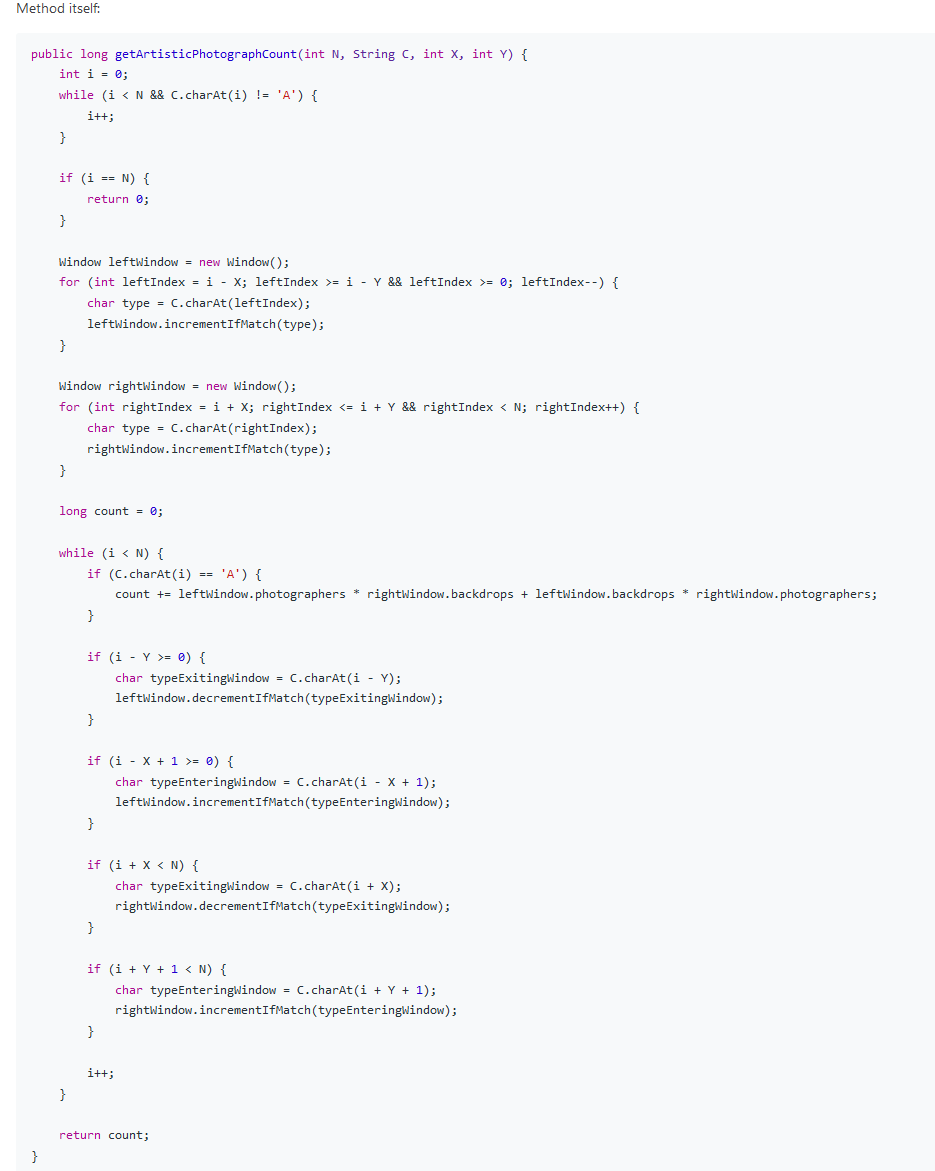 Method itself:
public long getArtisticPhotographCount(int N, String C, int X, int Y) {
    int i = 0;
    while (i < N && C.charAt(i) != 'A') {
        i++;
    }

    if (i == N) {
        return 0;
    }

    Window leftWindow = new Window();
    for (int leftIndex = i - X; leftIndex >= i - Y && leftIndex >= 0; leftIndex--) {
        char type = C.charAt(leftIndex);
        leftWindow.incrementIfMatch(type);
    }

    Window rightWindow = new Window();
    for (int rightIndex = i + X; rightIndex <= i + Y && rightIndex < N; rightIndex++) {
        char type = C.charAt(rightIndex);
        rightWindow.incrementIfMatch(type);
    }

    long count = 0;

    while (i < N) {
        if (C.charAt(i) == 'A') {
            count += leftWindow.photographers * rightWindow.backdrops + leftWindow.backdrops * rightWindow.photographers;
        }

        if (i - Y >= 0) {
            char typeExitingWindow = C.charAt(i - Y);
            leftWindow.decrementIfMatch(typeExitingWindow);
        }

        if (i - X + 1 >= 0) {
            char typeEnteringWindow = C.charAt(i - X + 1);
            leftWindow.incrementIfMatch(typeEnteringWindow);
        }

        if (i + X < N) {
            char typeExitingWindow = C.charAt(i + X);
            rightWindow.decrementIfMatch(typeExitingWindow);
        }

        if (i + Y + 1 < N) {
            char typeEnteringWindow = C.charAt(i + Y + 1);
            rightWindow.incrementIfMatch(typeEnteringWindow);
        }

        i++;
    }

    return count;
}